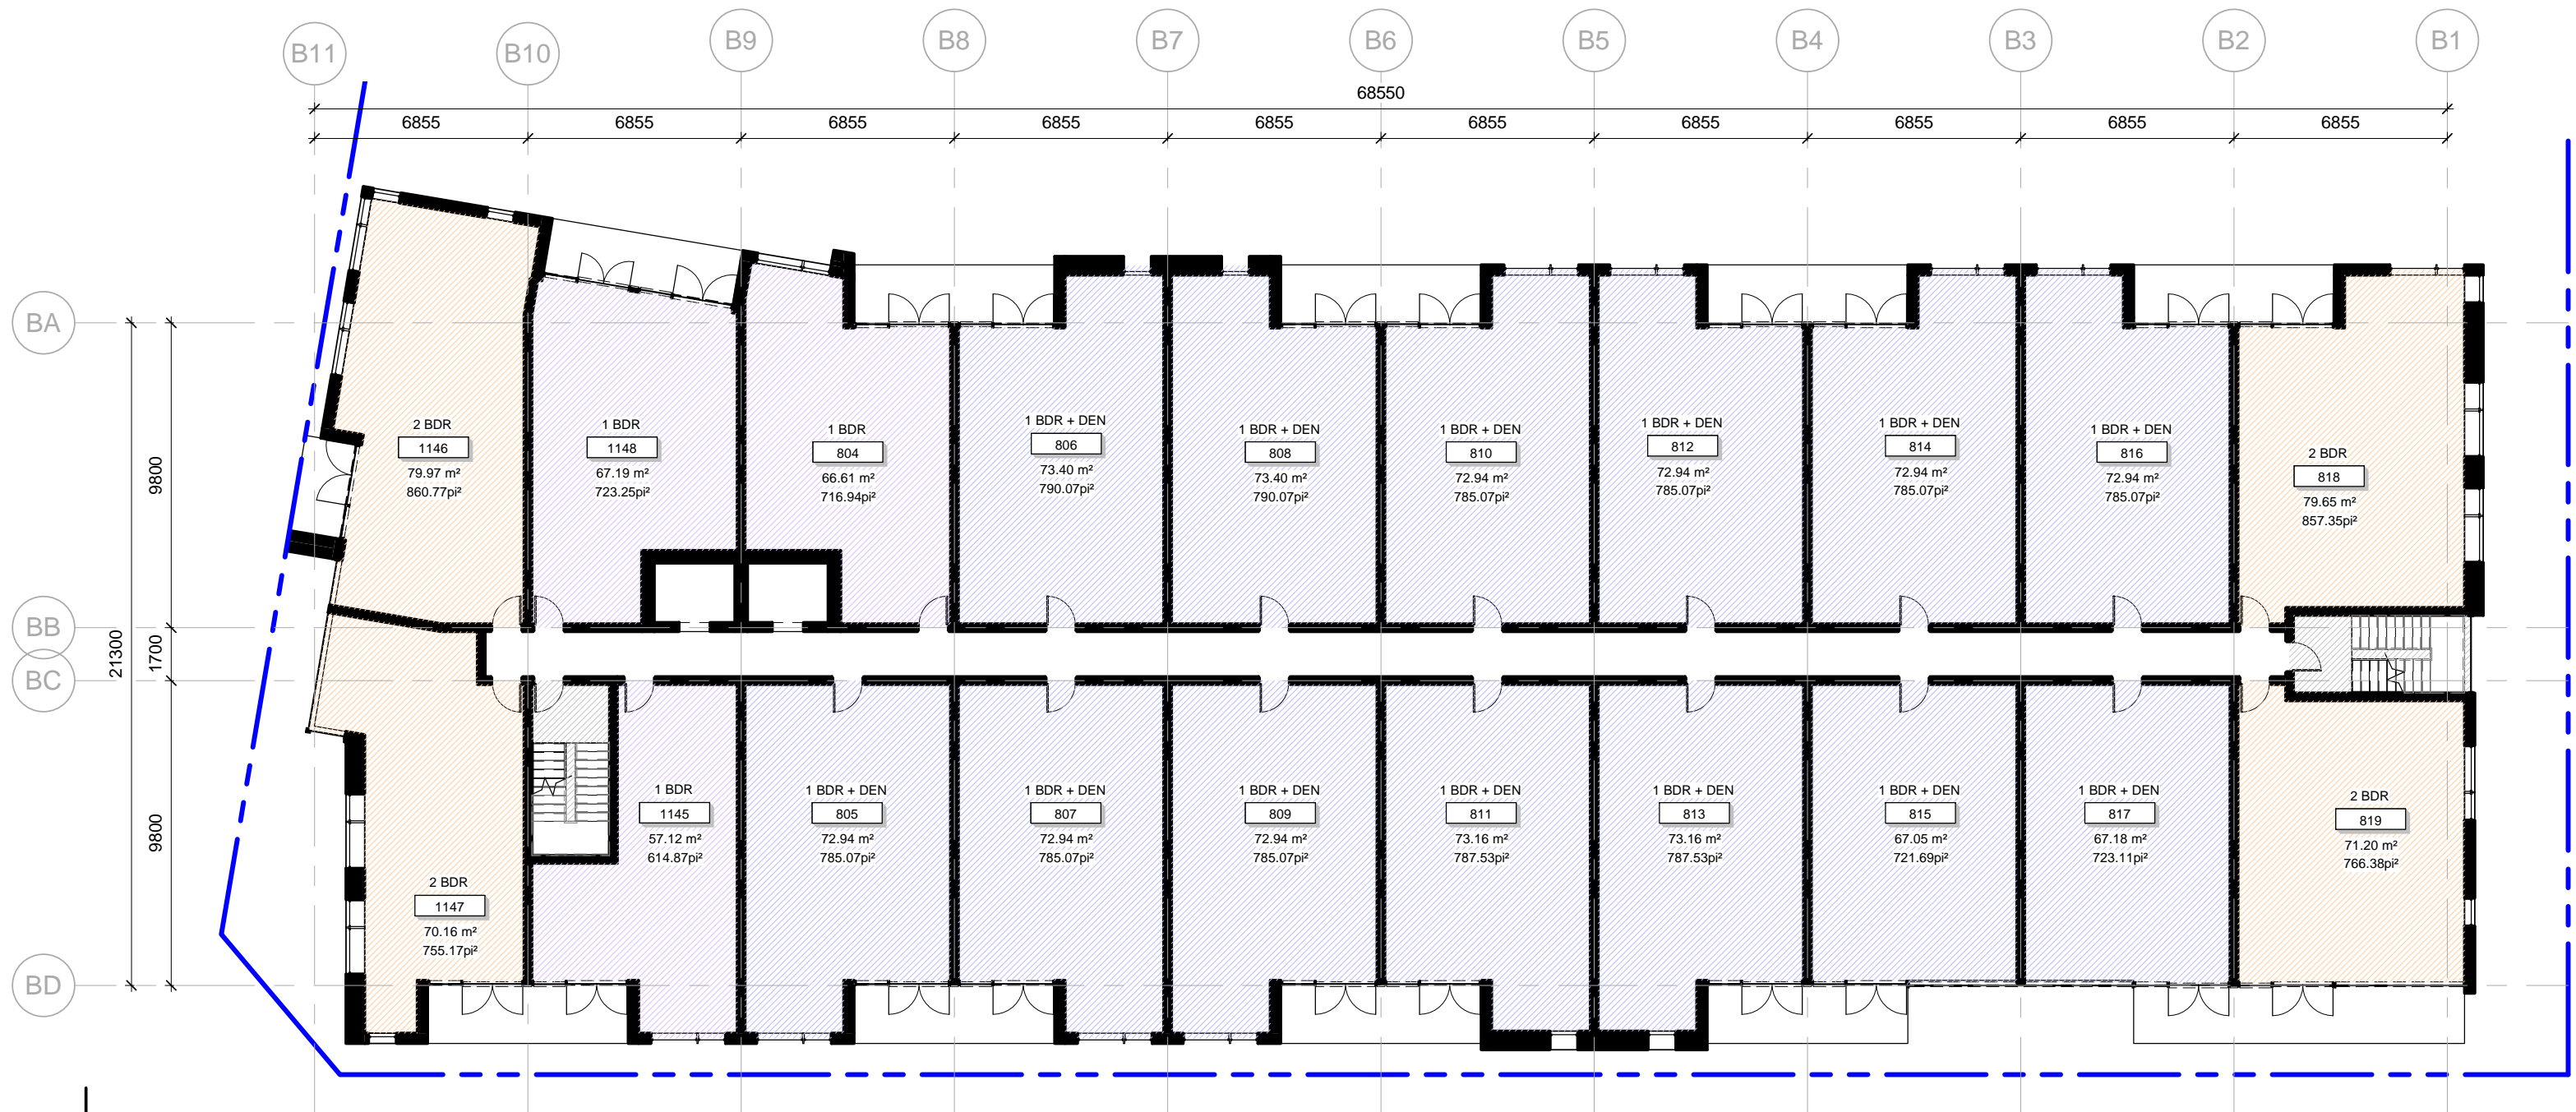 B11
B10
B9
B8
B7
B6
B5
B4
B3
B2
B1
68550
6855
6855
6855
6855
6855
6855
6855
6855
6855
6855
BA
BB
BC
BD
21300
9800
1700
9800
2 BDR
1146
79.97 m²
860.77pi²
1 BDR
1148
67.19 m²
723.25pi²
1 BDR
804
66.61 m²
716.94pi²
1 BDR + DEN
806
73.40 m²
790.07pi²
1 BDR + DEN
808
73.40 m²
790.07pi²
1 BDR + DEN
810
72.94 m²
785.07pi²
1 BDR + DEN
812
72.94 m²
785.07pi²
1 BDR + DEN
814
72.94 m²
785.07pi²
1 BDR + DEN
816
72.94 m²
785.07pi²
2 BDR
818
79.65 m²
857.35pi²
2 BDR
1147
70.16 m²
755.17pi²
1 BDR
1145
57.12 m²
614.87pi²
1 BDR + DEN
805
72.94 m²
785.07pi²
1 BDR + DEN
807
72.94 m²
785.07pi²
1 BDR + DEN
809
72.94 m²
785.07pi²
1 BDR + DEN
811
73.16 m²
787.53pi²
1 BDR + DEN
813
73.16 m²
787.53pi²
1 BDR + DEN
815
67.05 m²
721.69pi²
1 BDR + DEN
817
67.18 m²
723.11pi²
2 BDR
819
71.20 m²
766.38pi²